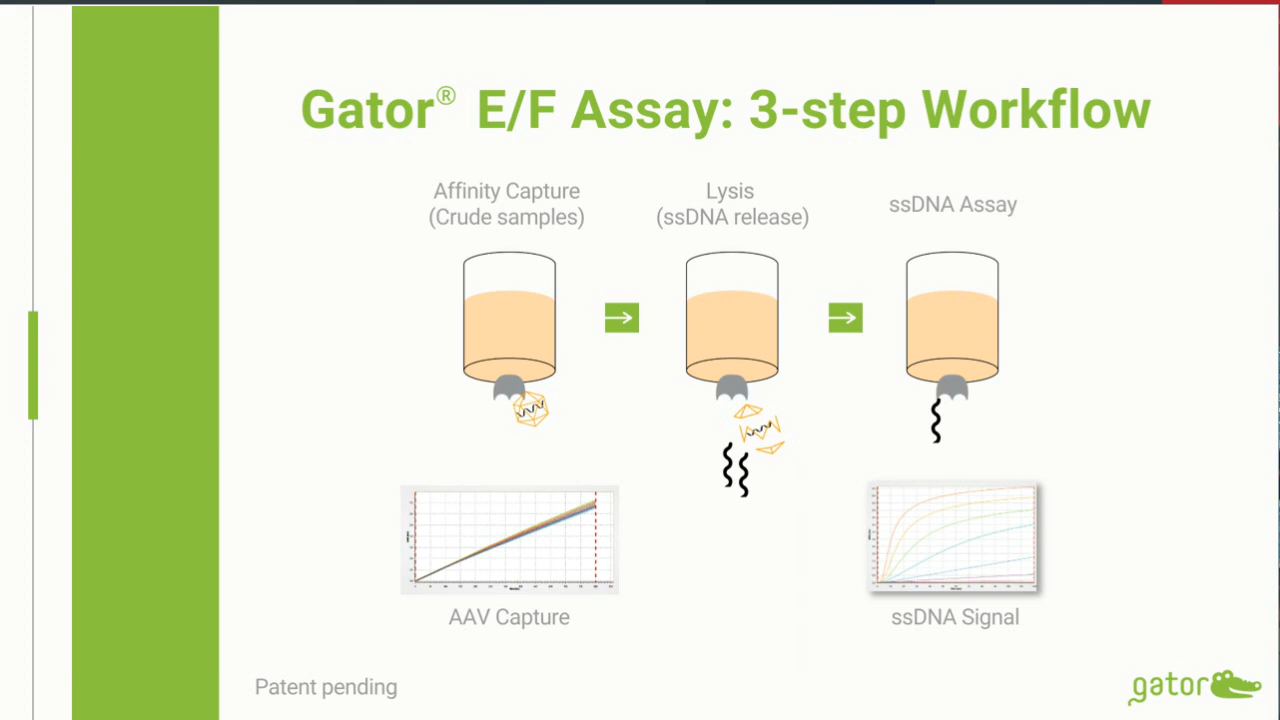 Gator® E/F Assay: 3-step Workflow
Affinity Capture
(Crude samples)
Lysis
(ssDNA release)
ssDNA Assay
AAV Capture
ssDNA Signal
Patent pending
gator